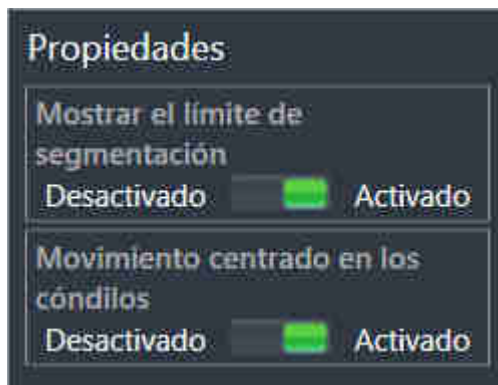 Propiedades
Mostrar el límite de
segmentación
Desactivado Activado
Movimiento centrado en los
cóndilos
Desactivado Activado